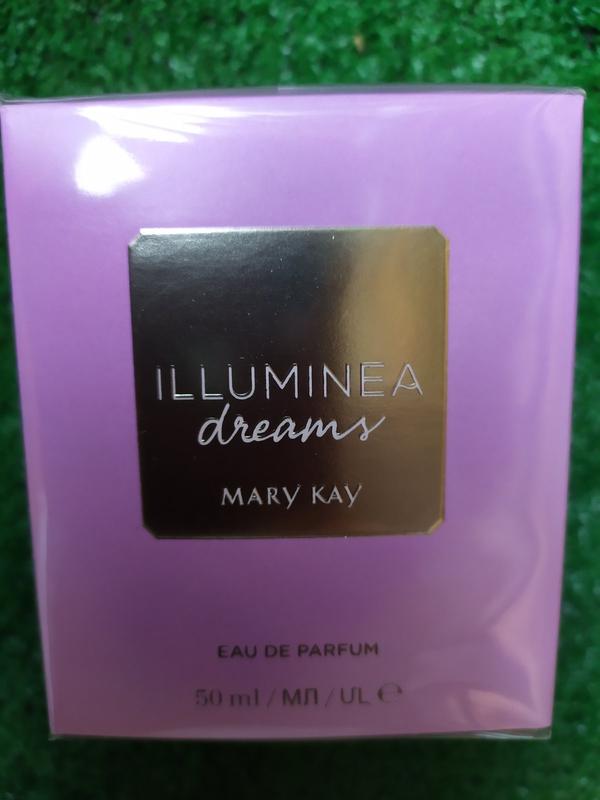 ILLUMINEA
dreams
MARY KAY
EAU DE PARFUM
50 ml / МЛ / UL ℮